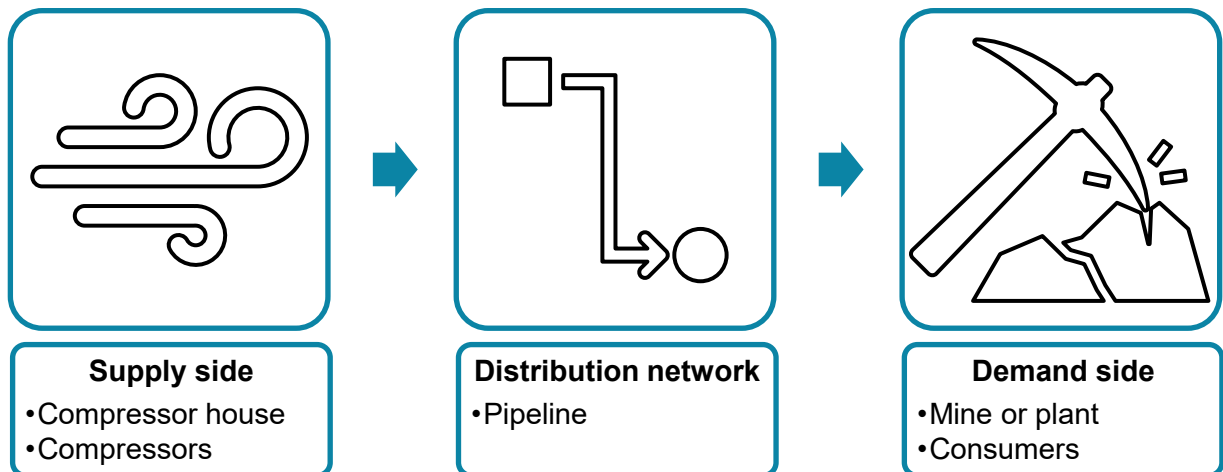 Supply side
•Compressor house
•Compressors
Distribution network
•Pipeline
Demand side
•Mine or plant
•Consumers